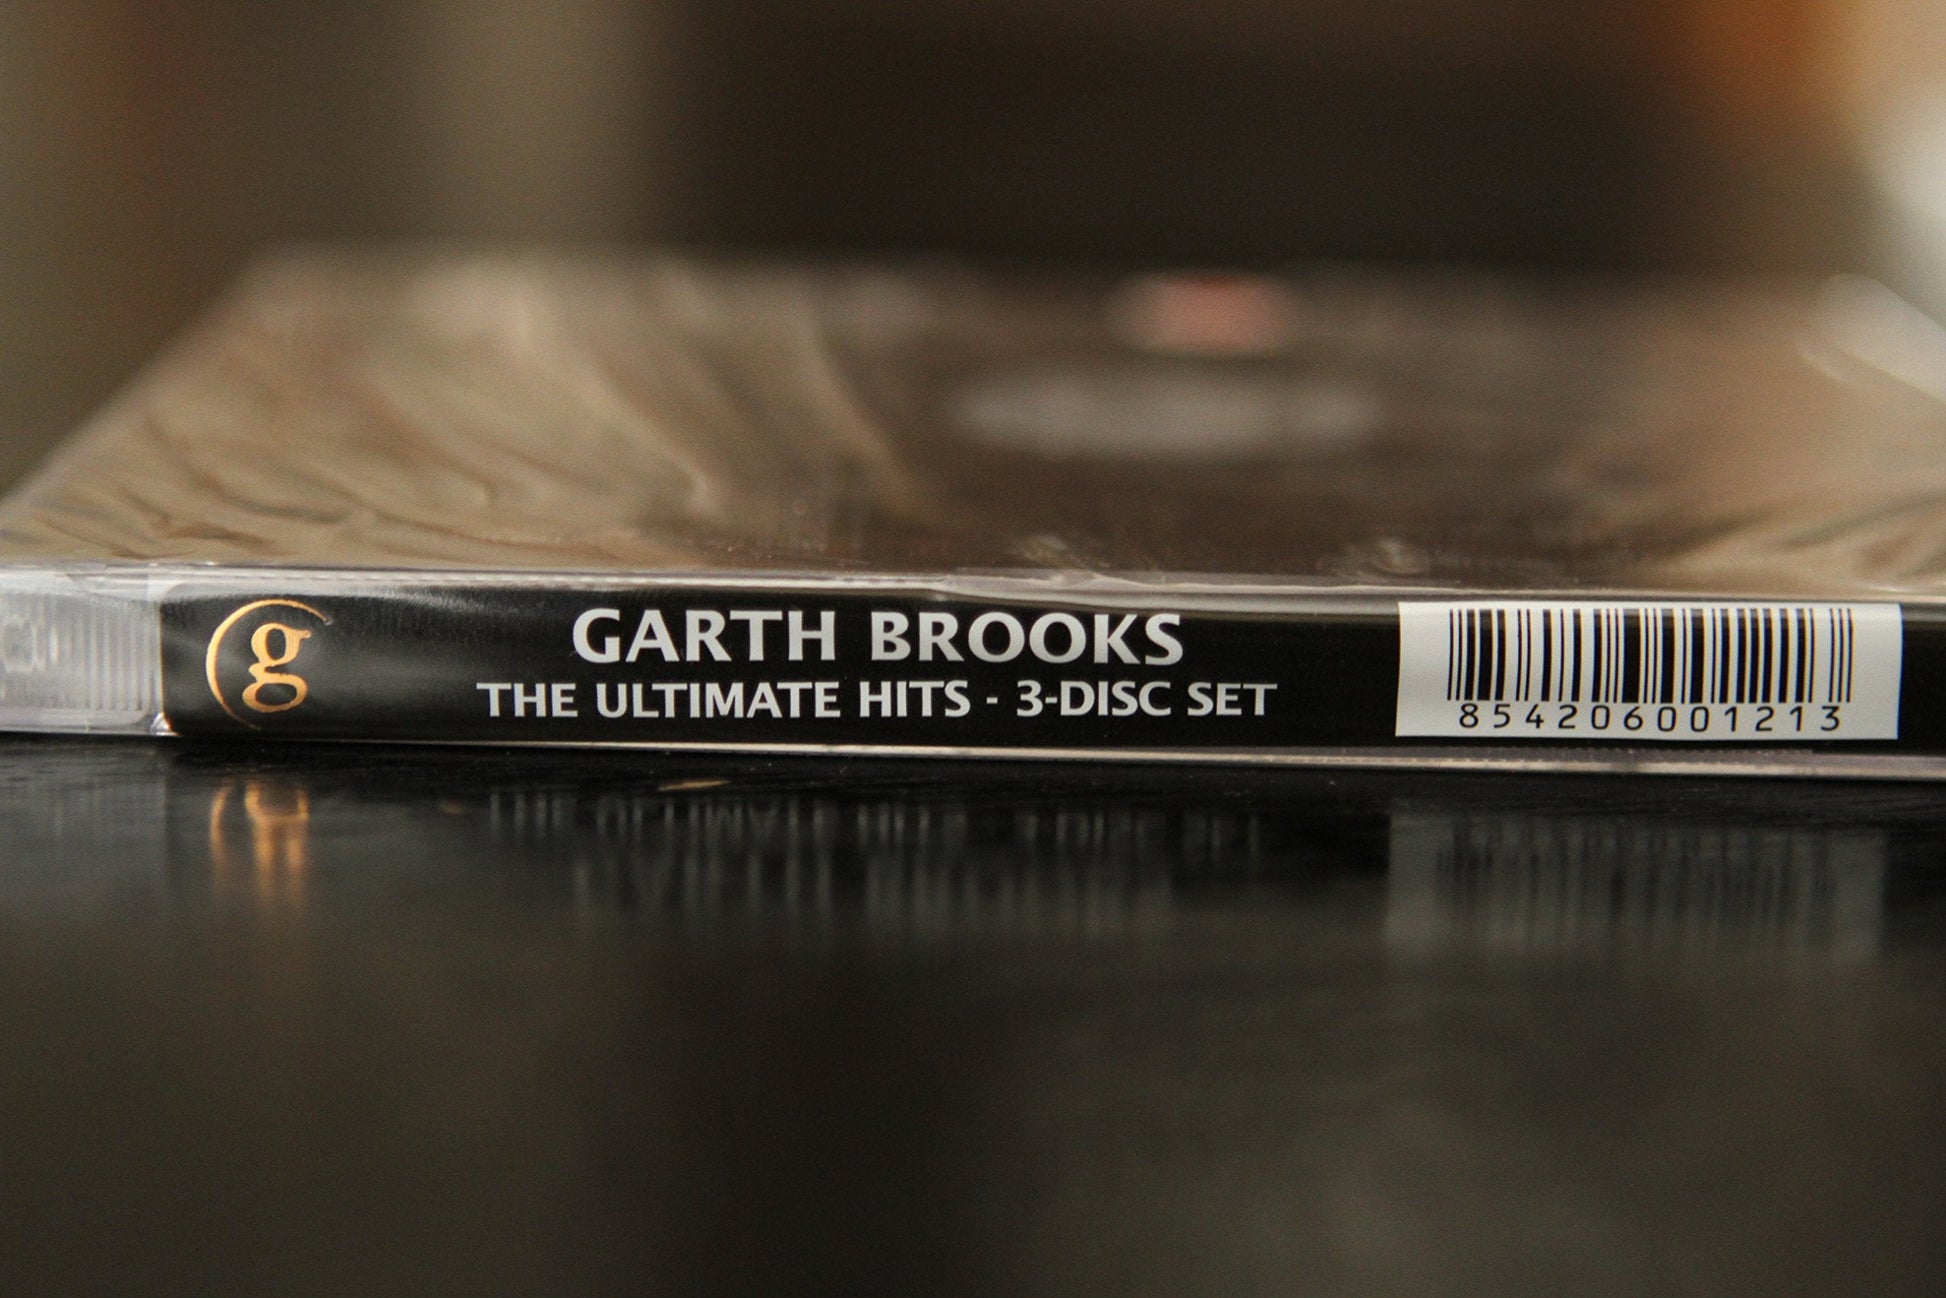 g
GARTH BROOKS
THE ULTIMATE HITS - 3-DISC SET
854206001213